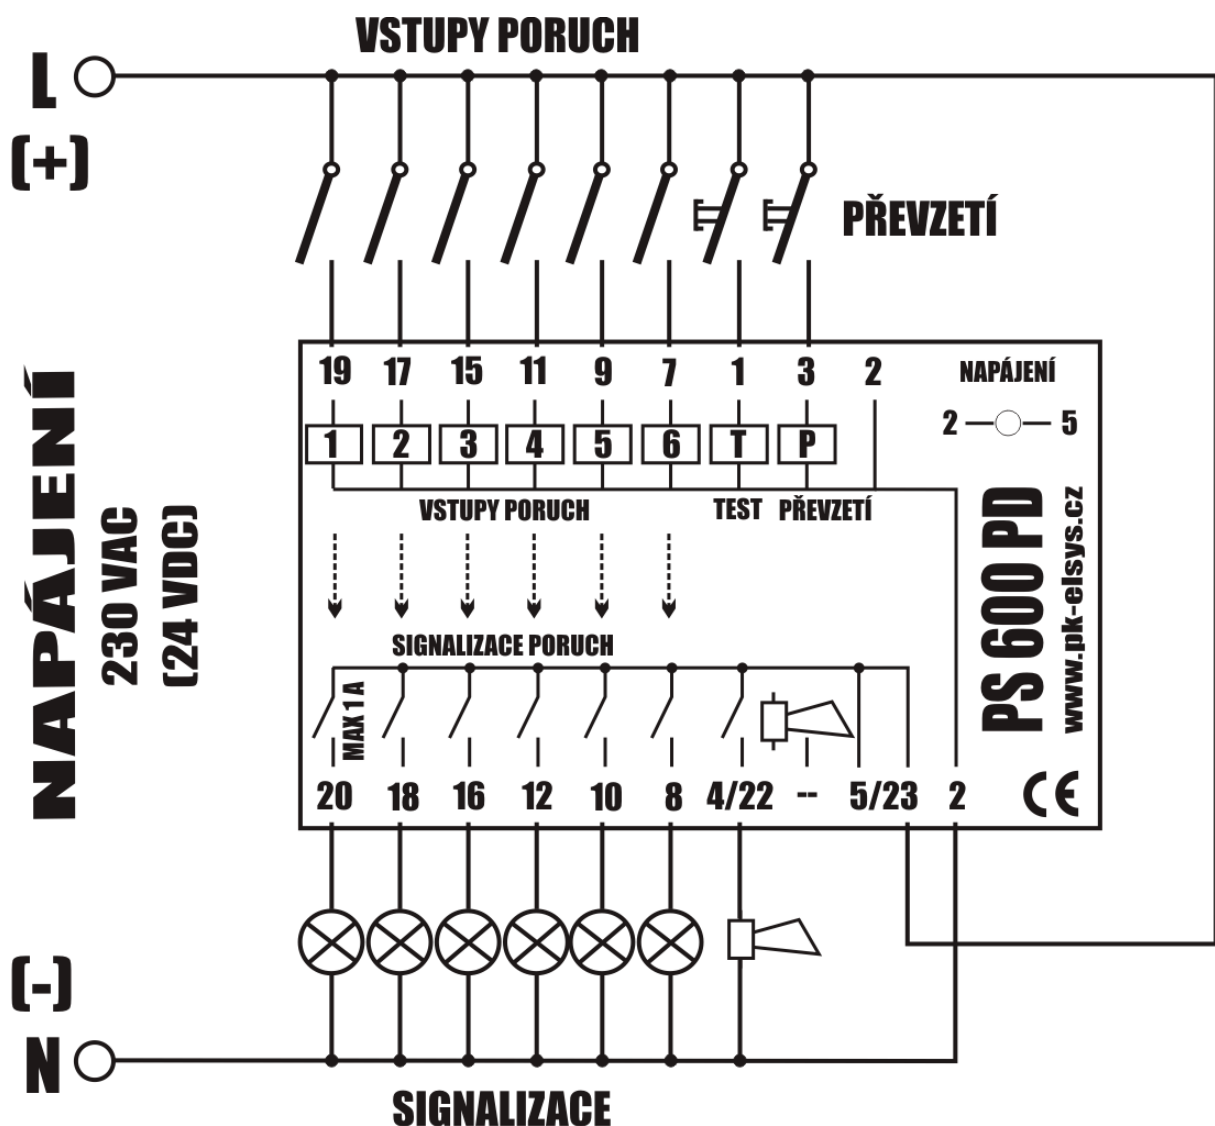 VSTUPY PORUCH
L
(+)
PŘEVZETÍ
19 17 15 11 9 7 1 3 2
NAPÁJENÍ
2 5
1 2 3 4 5 6 T P
VSTUPY PORUCH TEST PŘEVZETÍ
NAPÁJENÍ
230 VAC
(24 VDC)
PS 600 PD
www.pk-elsys.cz
SIGNALIZACE PORUCH
MAX 1 A
20 18 16 12 10 8 4/22 -- 5/23 2
CE
(-)
N
SIGNALIZACE